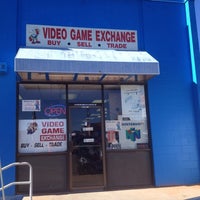 VIDEO GAME EXCHANGE
BUY • SELL • TRADE
OPEN
VIDEO
GAME
EXCHANGE
BUY • SELL • TRADE